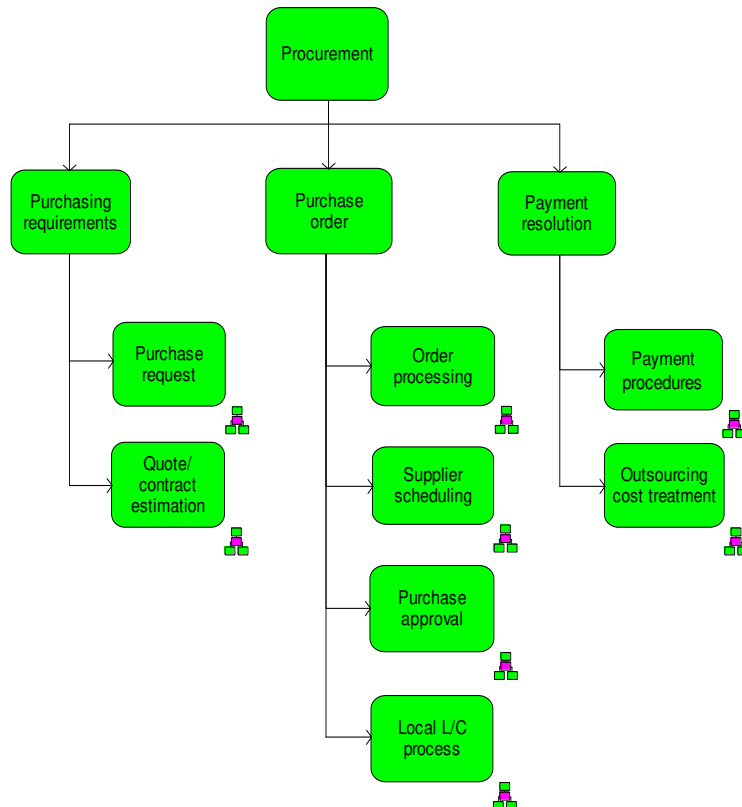 Procurement
Purchasing
requirements
Purchase
order
Payment
resolution
Purchase
request
Order
processing
Payment
procedures
Quote/
contract
estimation
Supplier
scheduling
Outsourcing
cost treatment
Purchase
approval
Local L/C
process